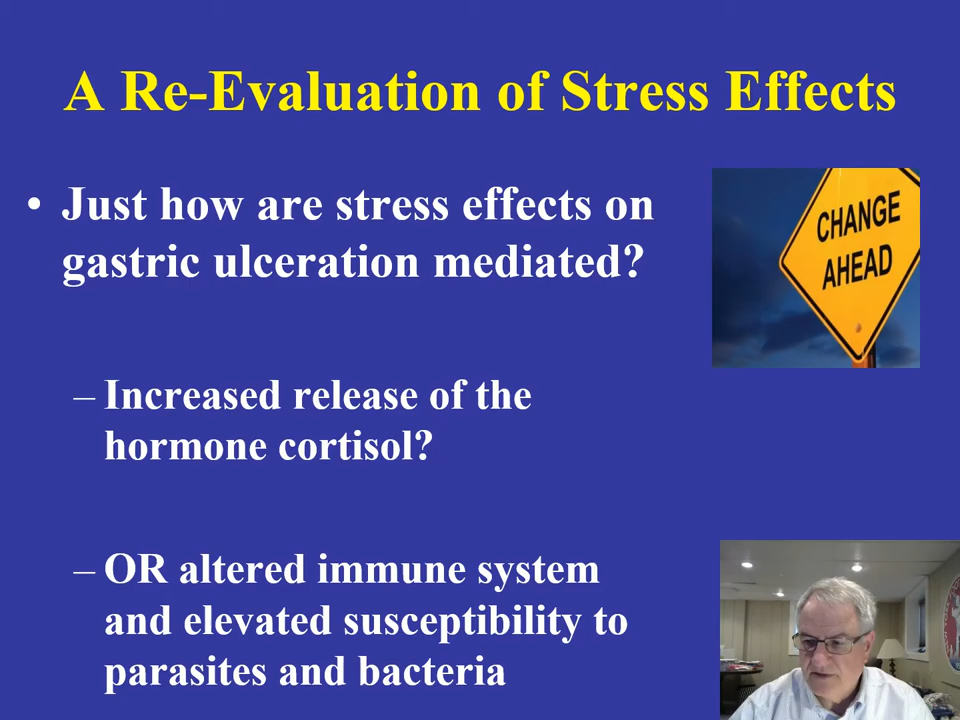 A Re-Evaluation of Stress Effects
• Just how are stress effects on
gastric ulceration mediated?
CHANGE
AHEAD
– Increased release of the
hormone cortisol?
– OR altered immune system
and elevated susceptibility to
parasites and bacteria